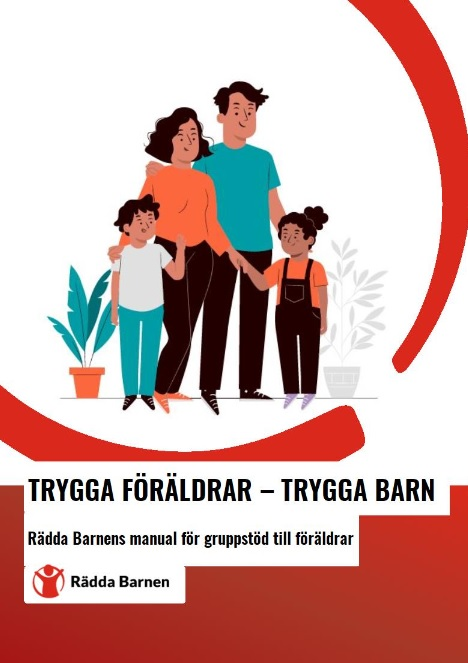 TRYGGA FÖRÄLDRAR – TRYGGA BARN
Rädda Barnens manual för gruppstöd till föräldrar
Rädda Barnen